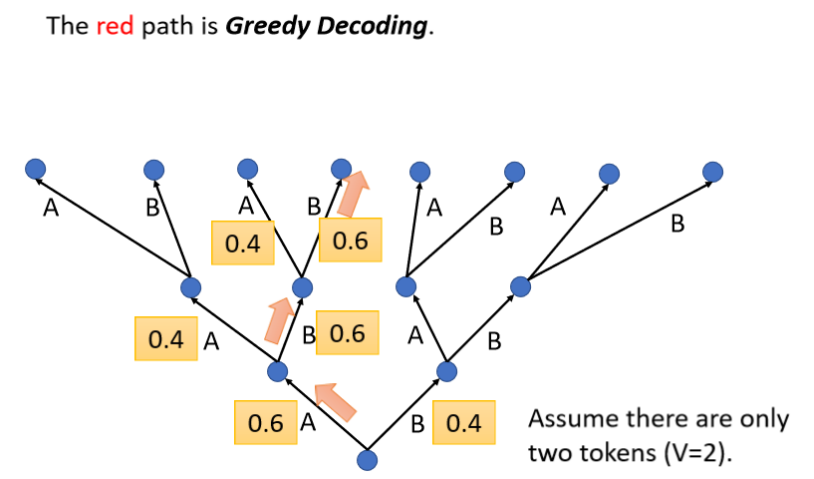 The red path is Greedy Decoding.
A B A B A B A B
0.4 0.6
0.4 A B 0.6 A B
0.6 A B 0.4
Assume there are only
two tokens (V=2).